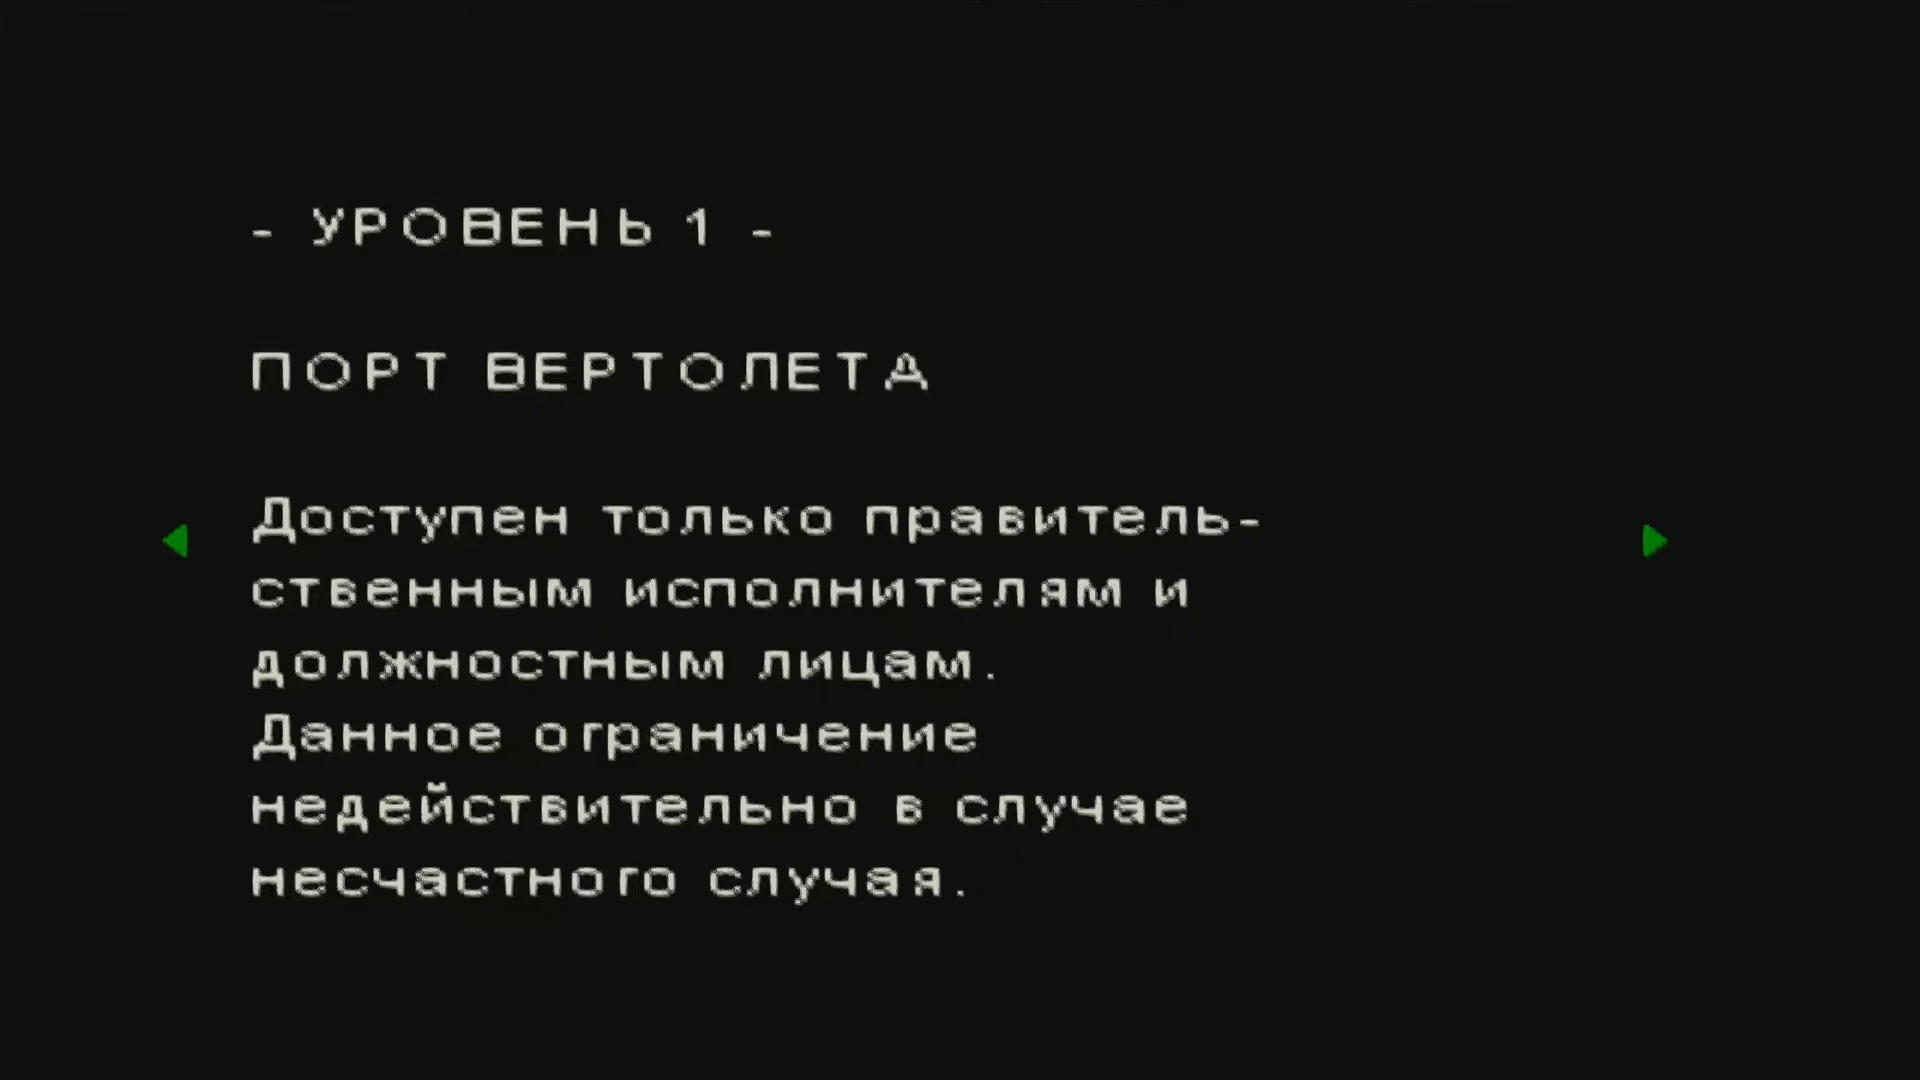 - УРОВЕНЬ 1 -
ПОРТ ВЕРТОЛЕТА
Доступен только правитель-
ственным исполнителям и
должностным лицам.
Данное ограничение
недействительно в случае
несчастного случая.